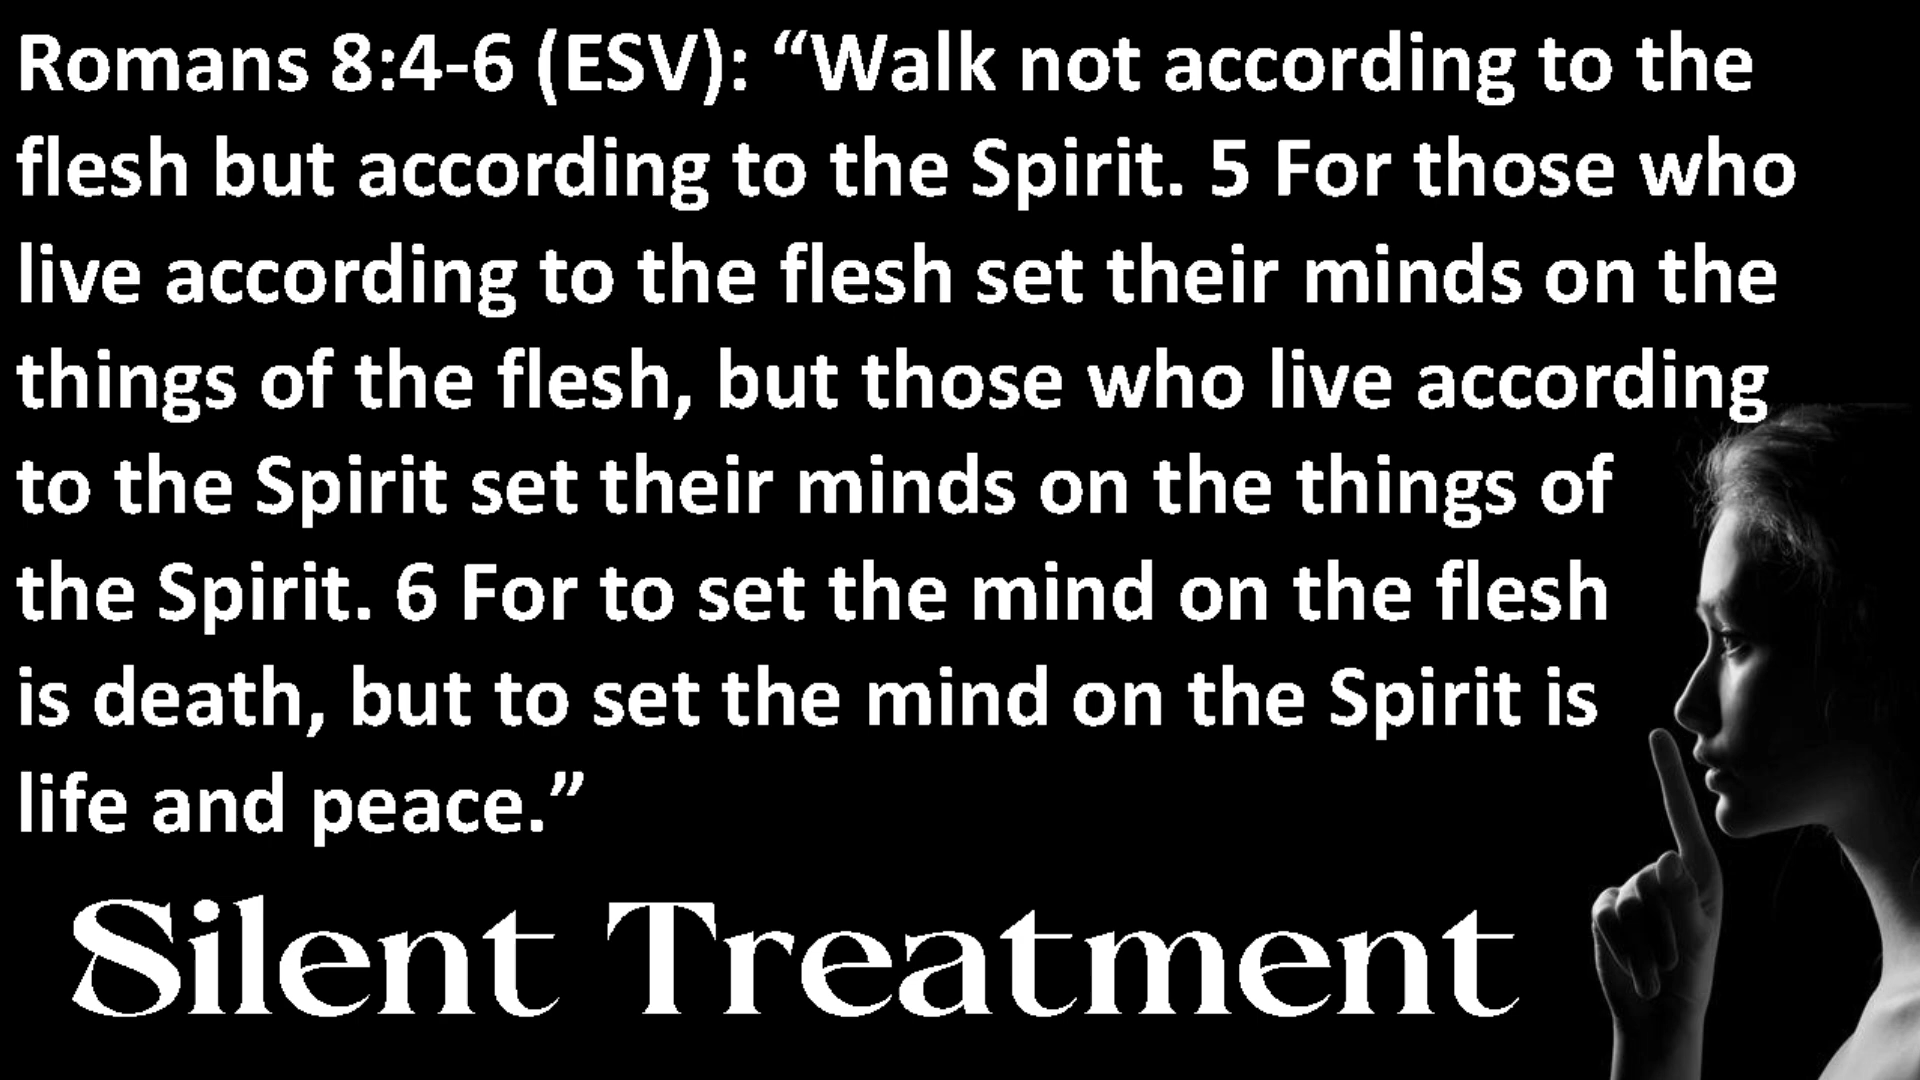 Romans 8:4-6 (ESV): “Walk not according to the
flesh but according to the Spirit. 5 For those who
live according to the flesh set their minds on the
things of the flesh, but those who live according
to the Spirit set their minds on the things of
the Spirit. 6 For to set the mind on the flesh
is death, but to set the mind on the Spirit is
life and peace.”
Silent Treatment